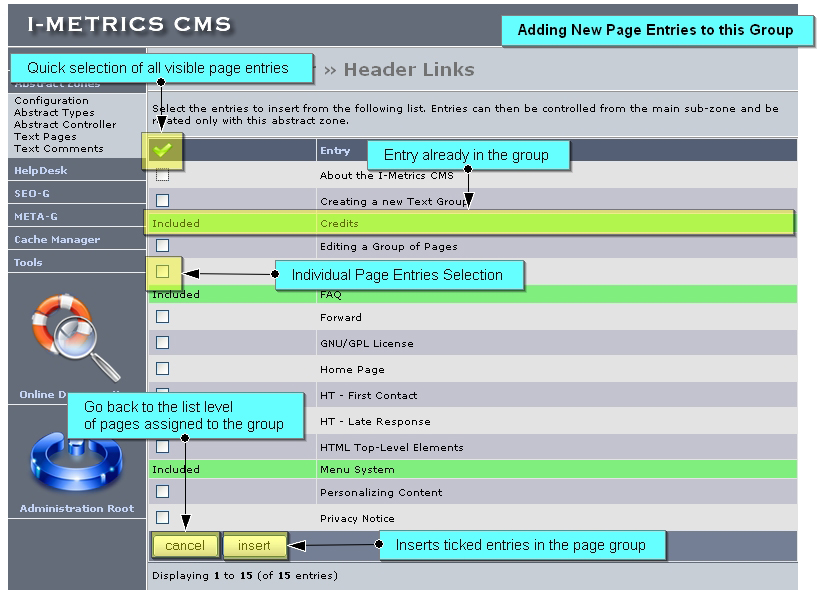 I-METRICS CMS
Adding New Page Entries to this Group
Quick selection of all visible page entries
» Header Links
Abstract Zones
Configuration
Abstract Types
Abstract Controller
Text Pages
Text Comments
HelpDesk
SEO-G
META-G
Cache Manager
Tools
Online D
Administration Root
Select the entries to insert from the following list. Entries can then be controlled from the main sub-zone and be
related only with this abstract zone.
Entry
Entry already in the group
About the I-Metrics CMS
Creating a new Text Group
Included Credits
Editing a Group of Pages
Individual Page Entries Selection
Included FAQ
Forward
GNU/GPL License
Home Page
HT - First Contact
Go back to the list level
of pages assigned to the group
HT - Late Response
HTML Top-Level Elements
Included Menu System
Personalizing Content
Privacy Notice
cancel insert
Inserts ticked entries in the page group
Displaying 1 to 15 (of 15 entries)